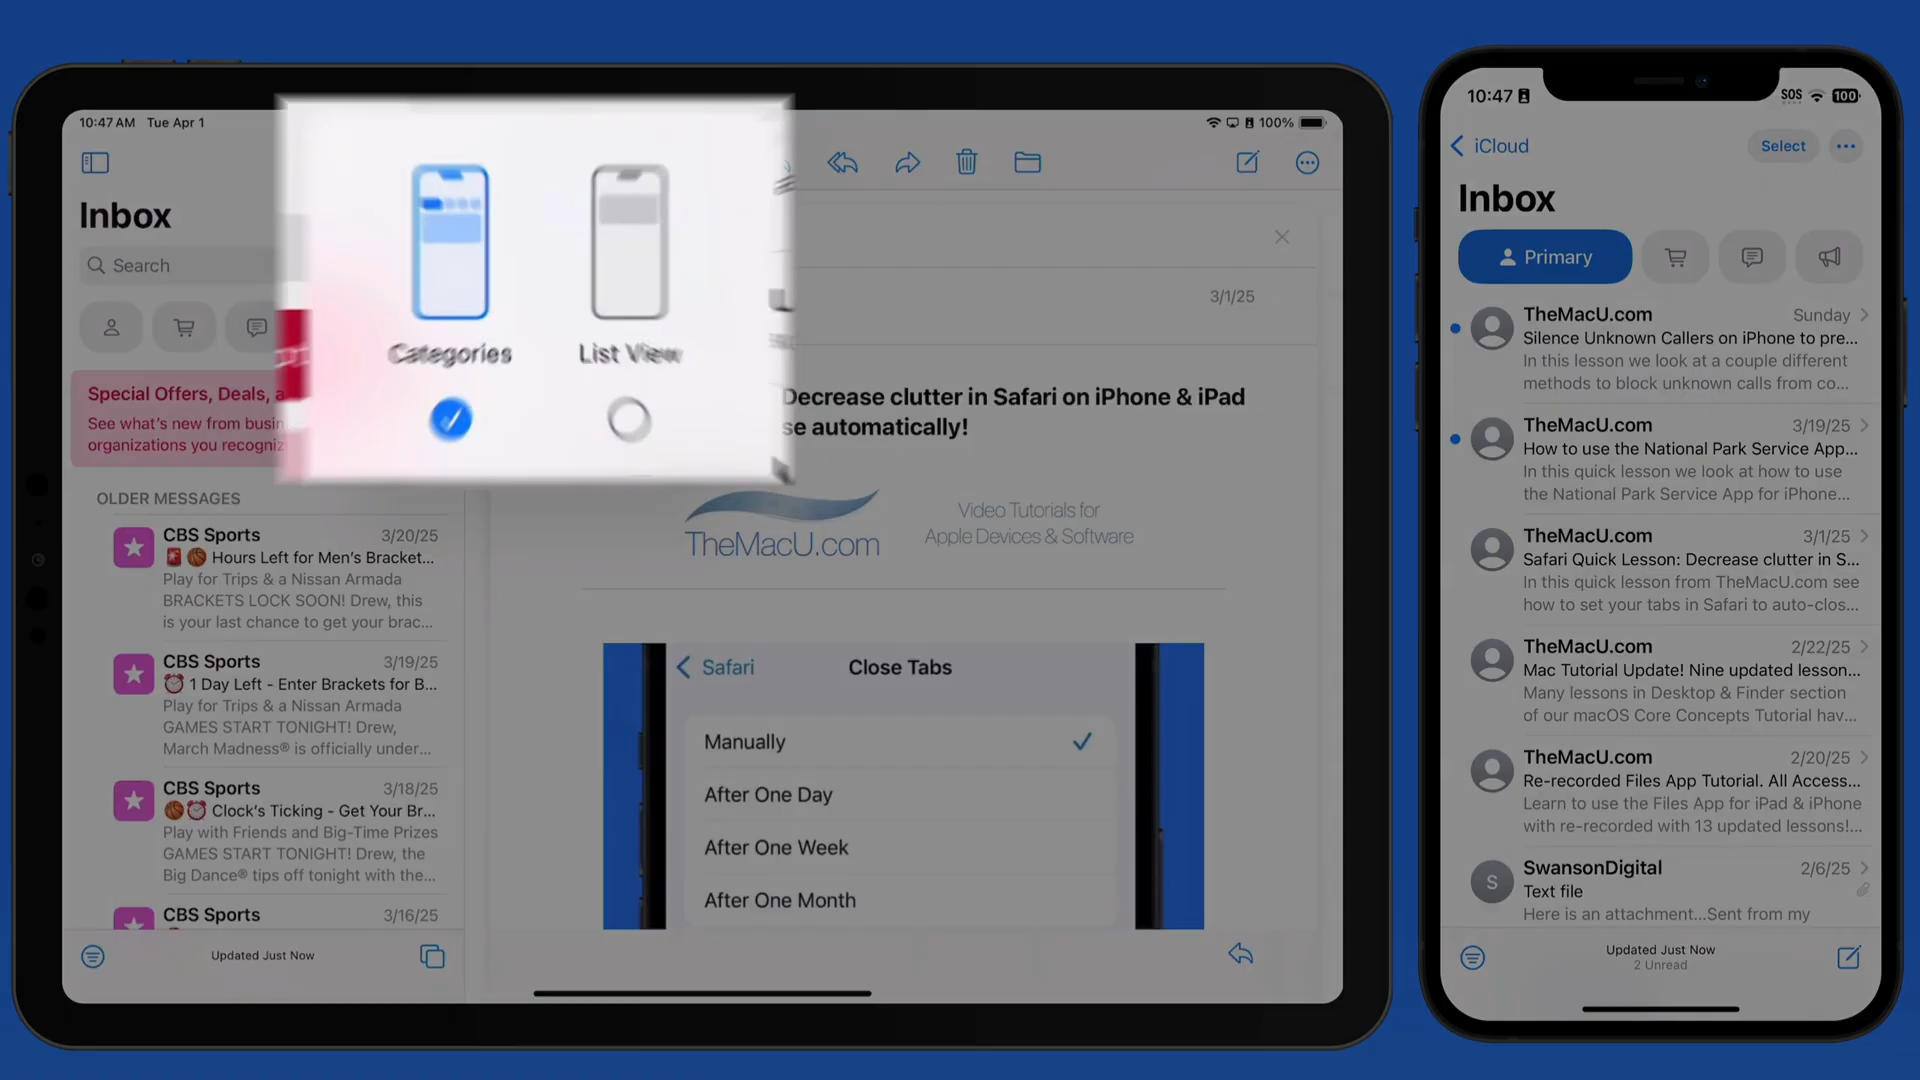 10:47 AM Tue Apr 1
100%
Inbox
Search
Special Offers, Deals, a
See what's new from busin
organizations you recogniz
OLDER MESSAGES
CBS Sports 3/20/25
🚨🏀 Hours Left for Men's Bracket...
Play for Trips & a Nissan Armada
BRACKETS LOCK SOON! Drew, this
is your last chance to get your brac...
CBS Sports 3/19/25
⏰ 1 Day Left - Enter Brackets for B...
Play for Trips & a Nissan Armada
GAMES START TONIGHT! Drew,
March Madness® is officially under...
CBS Sports 3/18/25
🏀⏰ Clock's Ticking - Get Your Br...
Play with Friends and Big-Time Prizes
GAMES START TONIGHT! Drew, the
Big Dance® tips off tonight with the...
CBS Sports 3/16/25
Updated Just Now
Categories
List View
3/1/25
Decrease clutter in Safari on iPhone & iPad
se automatically!
TheMacU.com
Video Tutorials for
Apple Devices & Software
Safari
Close Tabs
Manually
After One Day
After One Week
After One Month
10:47
SOS
100
iCloud
Select
Inbox
Primary
TheMacU.com Sunday
Silence Unknown Callers on iPhone to pre...
In this lesson we look at a couple different
methods to block unknown calls from co...
TheMacU.com 3/19/25
How to use the National Park Service App...
In this quick lesson we look at how to use
the National Park Service App for iPhone...
TheMacU.com 3/1/25
Safari Quick Lesson: Decrease clutter in S...
In this quick lesson from TheMacU.com see
how to set your tabs in Safari to auto-clos...
TheMacU.com 2/22/25
Mac Tutorial Update! Nine updated lesson...
Many lessons in Desktop & Finder section
of our macOS Core Concepts Tutorial hav...
TheMacU.com 2/20/25
Re-recorded Files App Tutorial. All Access...
Learn to use the Files App for iPad & iPhone
with re-recorded with 13 updated lessons!...
S
SwansonDigital 2/6/25
Text file
Here is an attachment...Sent from my
Updated Just Now
2 Unread